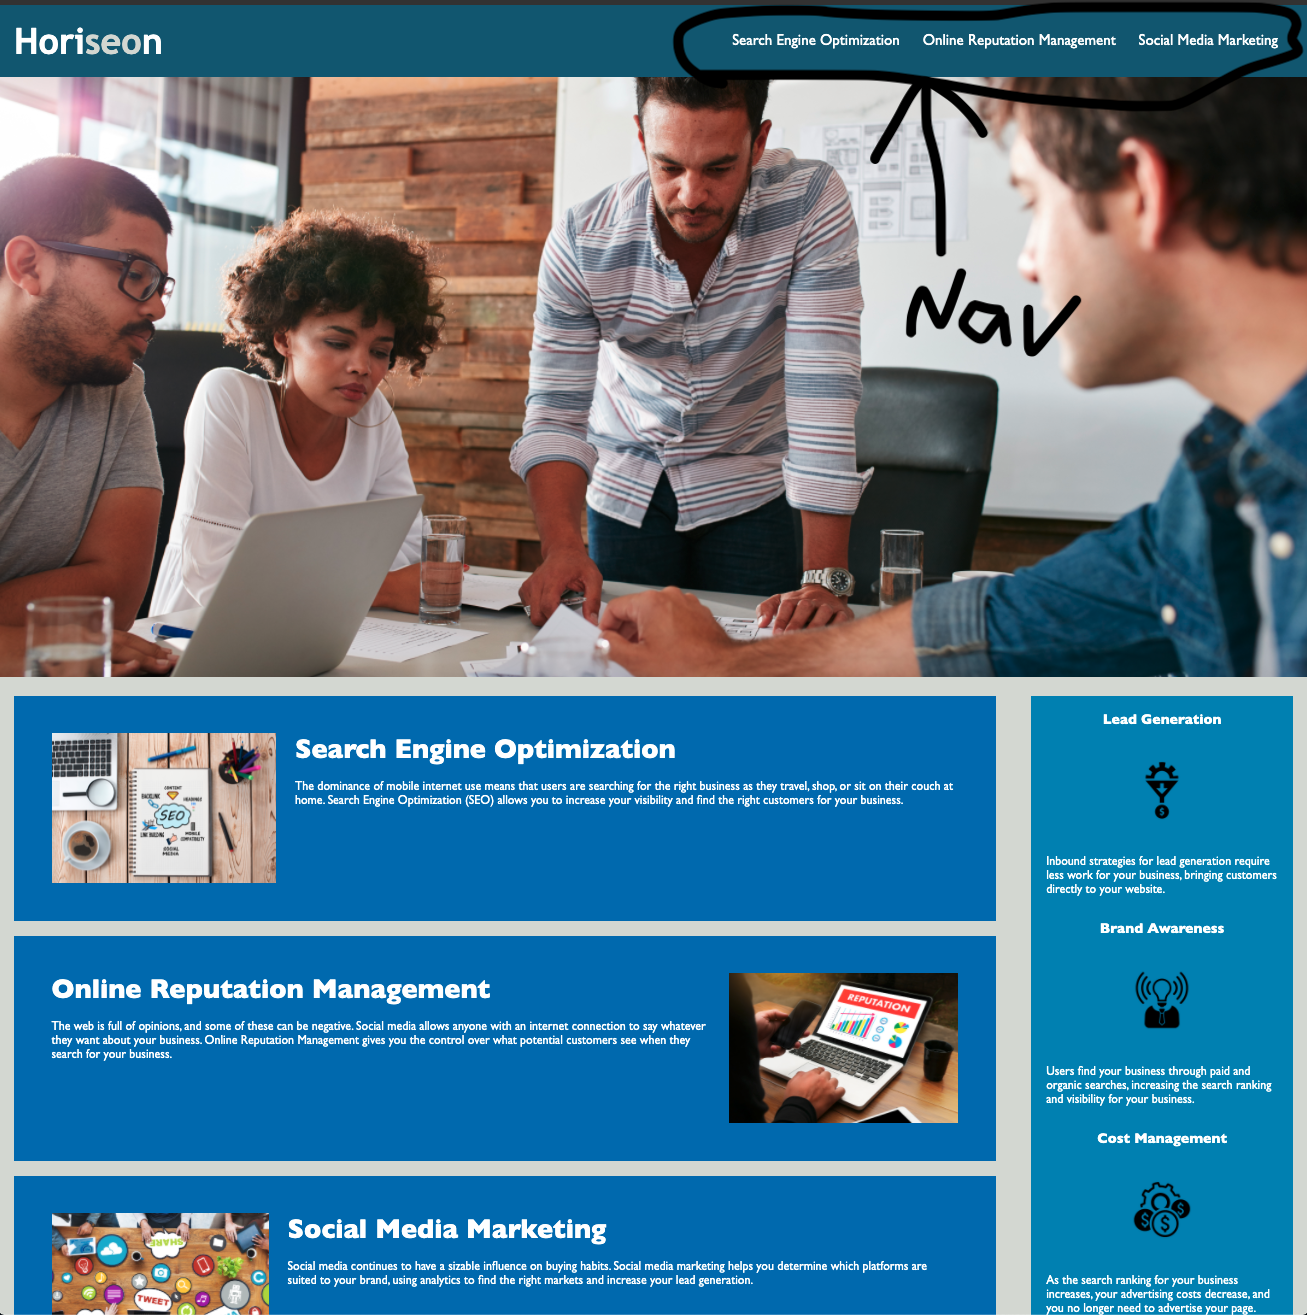 Horiseon
Search Engine Optimization
Online Reputation Management
Social Media Marketing
Nav
Search Engine Optimization
The dominance of mobile internet use means that users are searching for the right business as they travel, shop, or sit on their couch at
home. Search Engine Optimization (SEO) allows you to increase your visibility and find the right customers for your business.
CONTENT
BACKLINK
HEADINGS
SEO
LINK BUILDING
MOBILE
COMPATIBILITY
SOCIAL
MEDIA
Online Reputation Management
The web is full of opinions, and some of these can be negative. Social media allows anyone with an internet connection to say whatever
they want about your business. Online Reputation Management gives you the control over what potential customers see when they
search for your business.
REPUTATION
Social Media Marketing
Social media continues to have a sizable influence on buying habits. Social media marketing helps you determine which platforms are
suited to your brand, using analytics to find the right markets and increase your lead generation.
SHARE
TWEET
Lead Generation
Inbound strategies for lead generation require
less work for your business, bringing customers
directly to your website.
Brand Awareness
Users find your business through paid and
organic searches, increasing the search ranking
and visibility for your business.
Cost Management
As the search ranking for your business
increases, your advertising costs decrease, and
you no longer need to advertise your page.